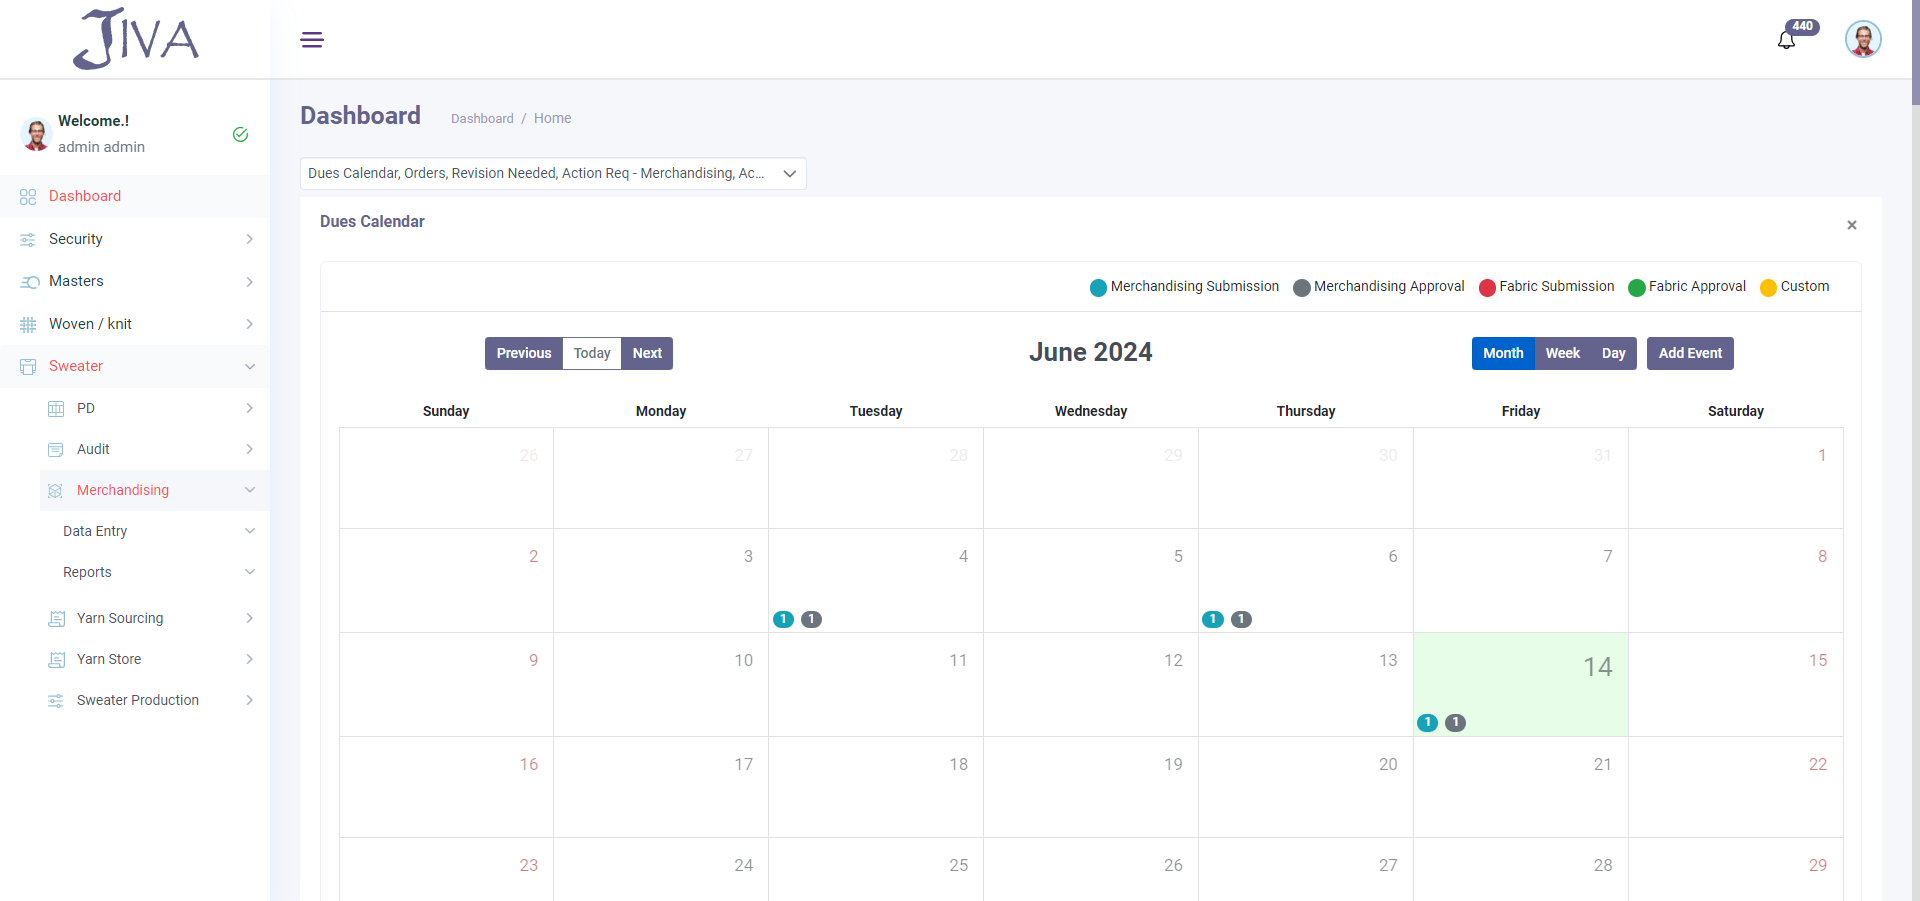 JIVA
440
Welcome.!
admin admin
Dashboard
Security
Masters
Woven / knit
Sweater
PD
Audit
Merchandising
Data Entry
Reports
Yarn Sourcing
Yarn Store
Sweater Production
Dashboard
Dashboard / Home
Dues Calendar, Orders, Revision Needed, Action Req - Merchandising, Ac...
Dues Calendar
×
Merchandising Submission Merchandising Approval Fabric Submission Fabric Approval Custom
Previous Today Next
June 2024
Month Week Day Add Event
Sunday Monday Tuesday Wednesday Thursday Friday Saturday
26 27 28 29 30 31 1
2 3 4 5 6 7 8
1 1 1 1
9 10 11 12 13 14 15
1 1
16 17 18 19 20 21 22
23 24 25 26 27 28 29